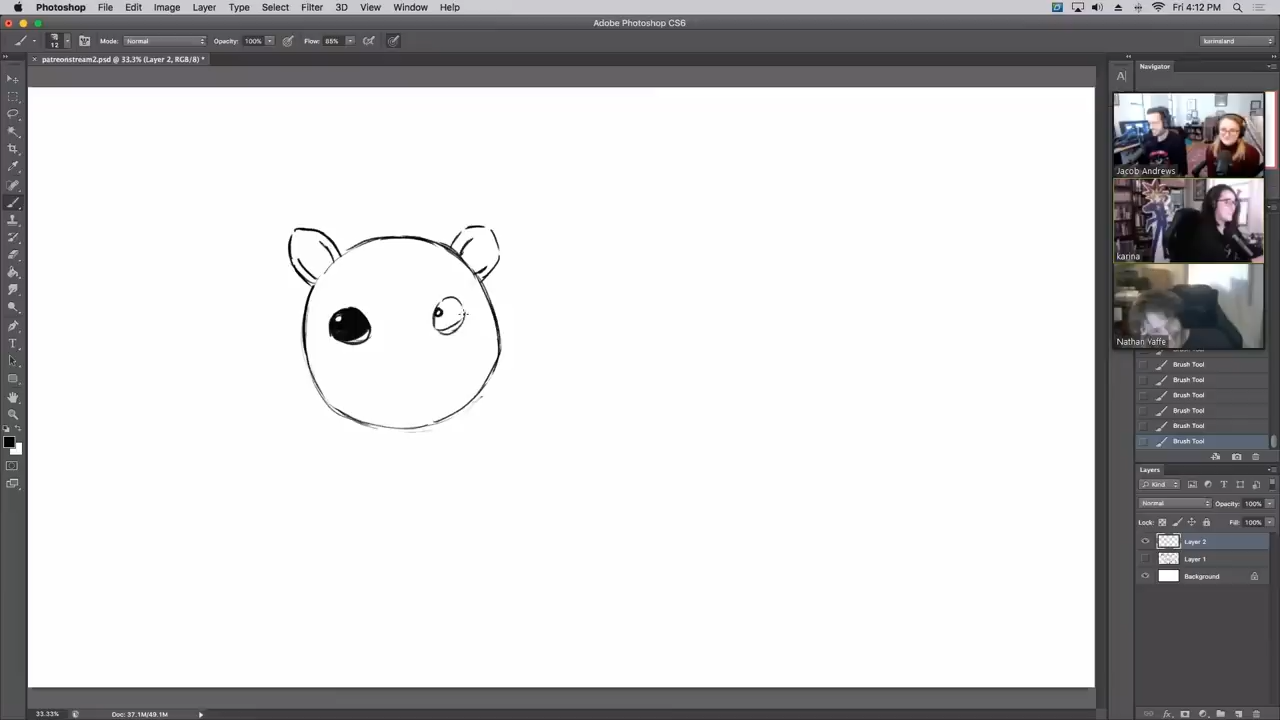 Photoshop File Edit Image Layer Type Select Filter 3D View Window Help Fri 4:12 PM
Adobe Photoshop CS6
12 Mode: Normal Opacity: 100% Flow: 85% karinsland
patreonstream2.psd @ 33.3% (Layer 2, RGB/8) *
Navigator
Jacob Andrews
karina
Nathan Yaffe
Brush Tool
Brush Tool
Brush Tool
Brush Tool
Brush Tool
Brush Tool
Layers
Kind
Normal Opacity: 100%
Lock: Fill: 100%
Layer 2
Layer 1
Background
33.33% Doc: 37.1M/49.1M